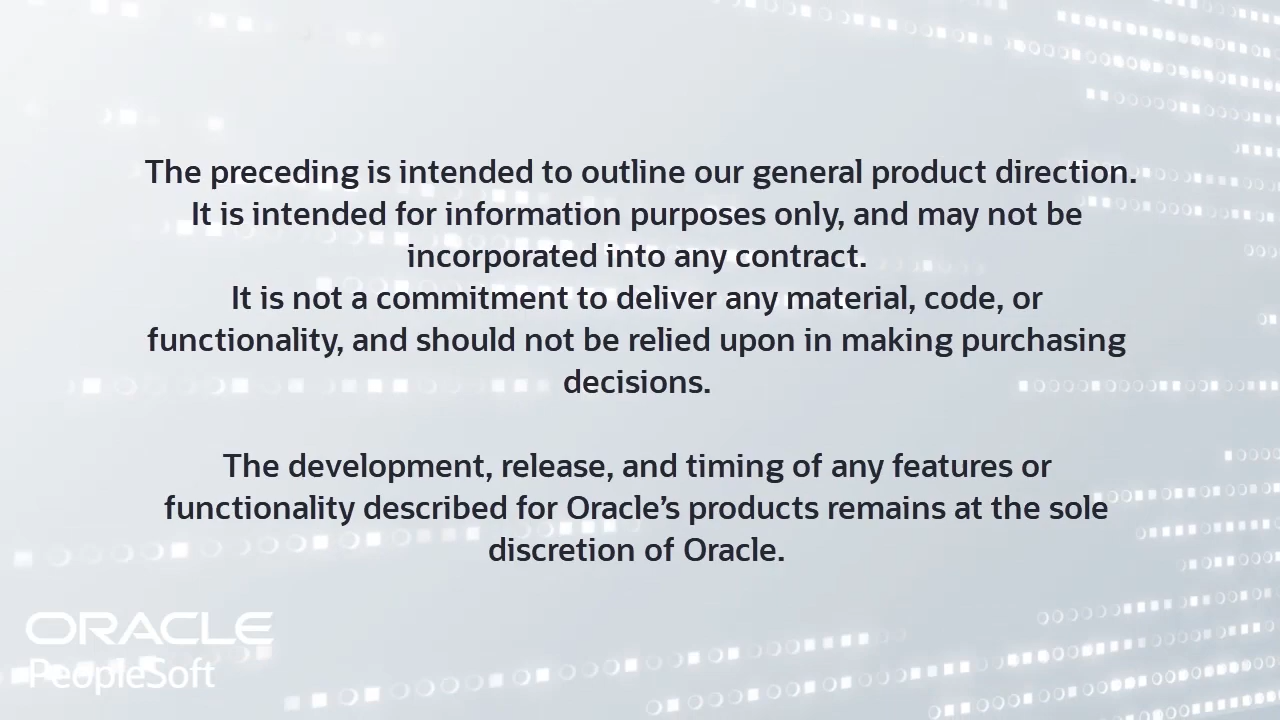 The preceding is intended to outline our general product direction.
It is intended for information purposes only, and may not be
incorporated into any contract.
It is not a commitment to deliver any material, code, or
functionality, and should not be relied upon in making purchasing
decisions.
The development, release, and timing of any features or
functionality described for Oracle’s products remains at the sole
discretion of Oracle.
ORACLE
PeopleSoft